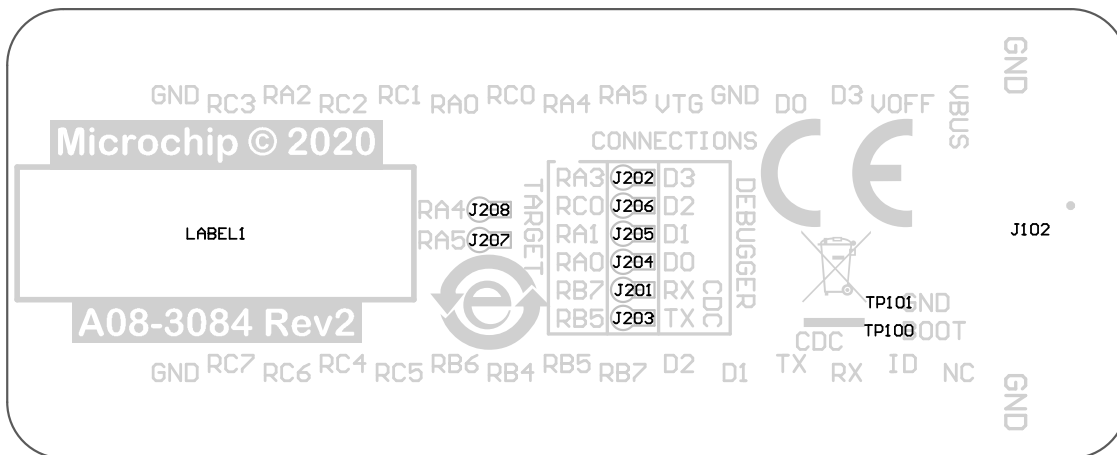 GND RC3 RA2 RC2 RC1 RA0 RC0 RA4 RA5 VTG GND D0 D3 VOFF VBUS GND
Microchip © 2020
CONNECTIONS
LABEL1
TARGET
DEBUGGER
RA3 J202 D3
RA4 J208
RC0 J206 D2
RA5 J207
RA1 J205 D1
J102
RA0 J204 D0
RB7 J201 RX
RB5 J203 TX
CDC
TP101 GND
TP100 BOOT
CDC
e
A08-3084 Rev2
GND RC7 RC6 RC4 RC5 RB6 RB4 RB5 RB7 D2 D1 TX RX ID NC GND